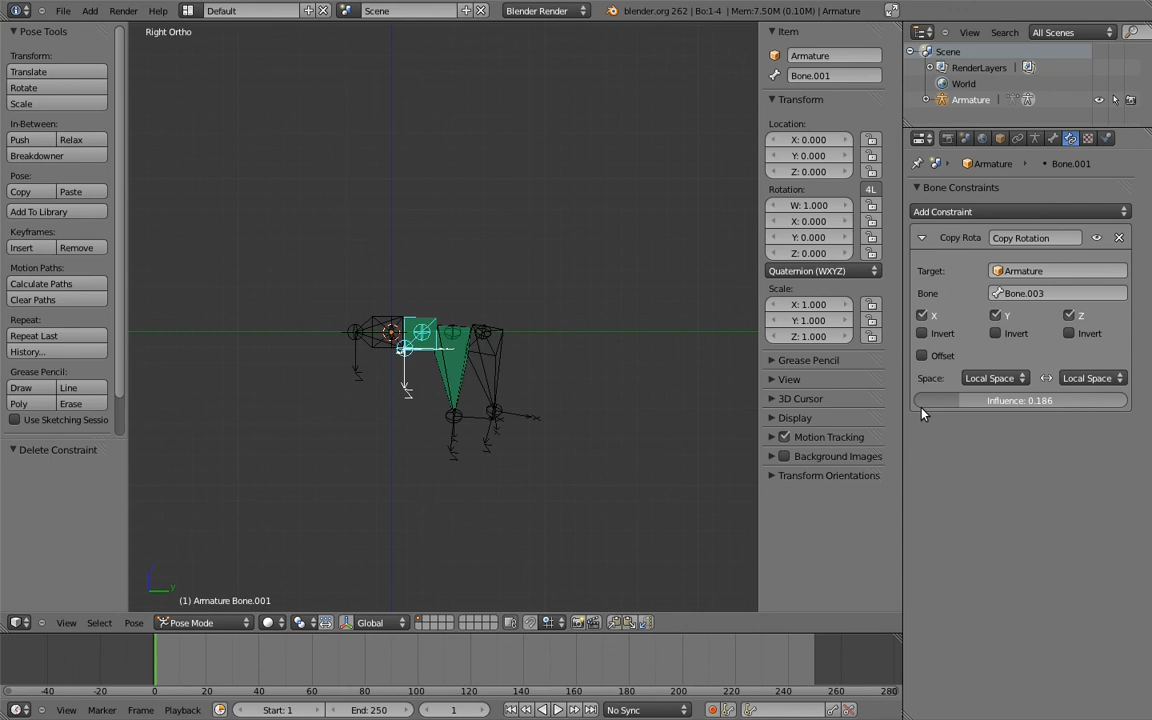 File Add Render Help Default Scene Blender Render blender.org 262 | Bo:1-4 | Mem:7.50M (0.10M) | Armature
Pose Tools
Transform:
Translate
Rotate
Scale
In-Between:
Push Relax
Breakdowner
Pose:
Copy Paste
Add To Library
Keyframes:
Insert Remove
Motion Paths:
Calculate Paths
Clear Paths
Repeat:
Repeat Last
History...
Grease Pencil:
Draw Line
Poly Erase
Use Sketching Sessio
Delete Constraint
Right Ortho
Z
Z
Z
Z
X
y
(1) Armature Bone.001
Item
Armature
Bone.001
Transform
Location:
X: 0.000
Y: 0.000
Z: 0.000
Rotation: 4L
W: 1.000
X: 0.000
Y: 0.000
Z: 0.000
Quaternion (WXYZ)
Scale:
X: 1.000
Y: 1.000
Z: 1.000
Grease Pencil
View
3D Cursor
Display
Motion Tracking
Background Images
Transform Orientations
View Search All Scenes
Scene
RenderLayers |
World
Armature |
Armature Bone.001
Bone Constraints
Add Constraint
Copy Rota Copy Rotation
Target: Armature
Bone Bone.003
X Y Z
Invert Invert Invert
Offset
Space: Local Space Local Space
Influence: 0.186
View Select Pose Pose Mode Global
-40 -20 0 20 40 60 80 100 120 140 160 180 200 220 240 260 280
View Marker Frame Playback Start: 1 End: 250 1 No Sync